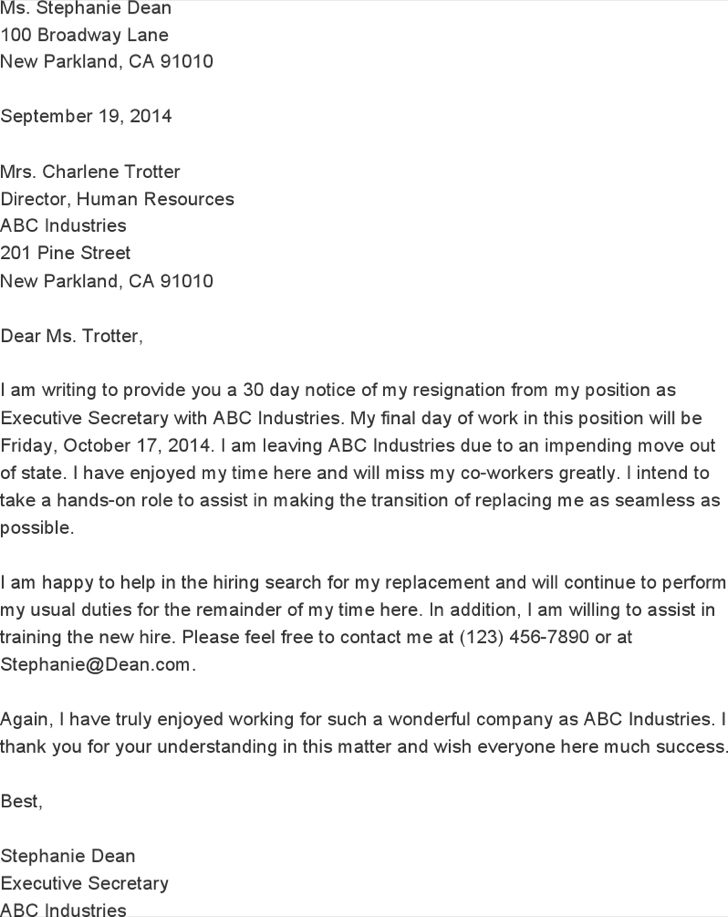 Ms. Stephanie Dean
100 Broadway Lane
New Parkland, CA 91010
September 19, 2014
Mrs. Charlene Trotter
Director, Human Resources
ABC Industries
201 Pine Street
New Parkland, CA 91010
Dear Ms. Trotter,
I am writing to provide you a 30 day notice of my resignation from my position as
Executive Secretary with ABC Industries. My final day of work in this position will be
Friday, October 17, 2014. I am leaving ABC Industries due to an impending move out
of state. I have enjoyed my time here and will miss my co-workers greatly. I intend to
take a hands-on role to assist in making the transition of replacing me as seamless as
possible.
I am happy to help in the hiring search for my replacement and will continue to perform
my usual duties for the remainder of my time here. In addition, I am willing to assist in
training the new hire. Please feel free to contact me at (123) 456-7890 or at
Stephanie@Dean.com.
Again, I have truly enjoyed working for such a wonderful company as ABC Industries. I
thank you for your understanding in this matter and wish everyone here much success.
Best,
Stephanie Dean
Executive Secretary
ABC Industries